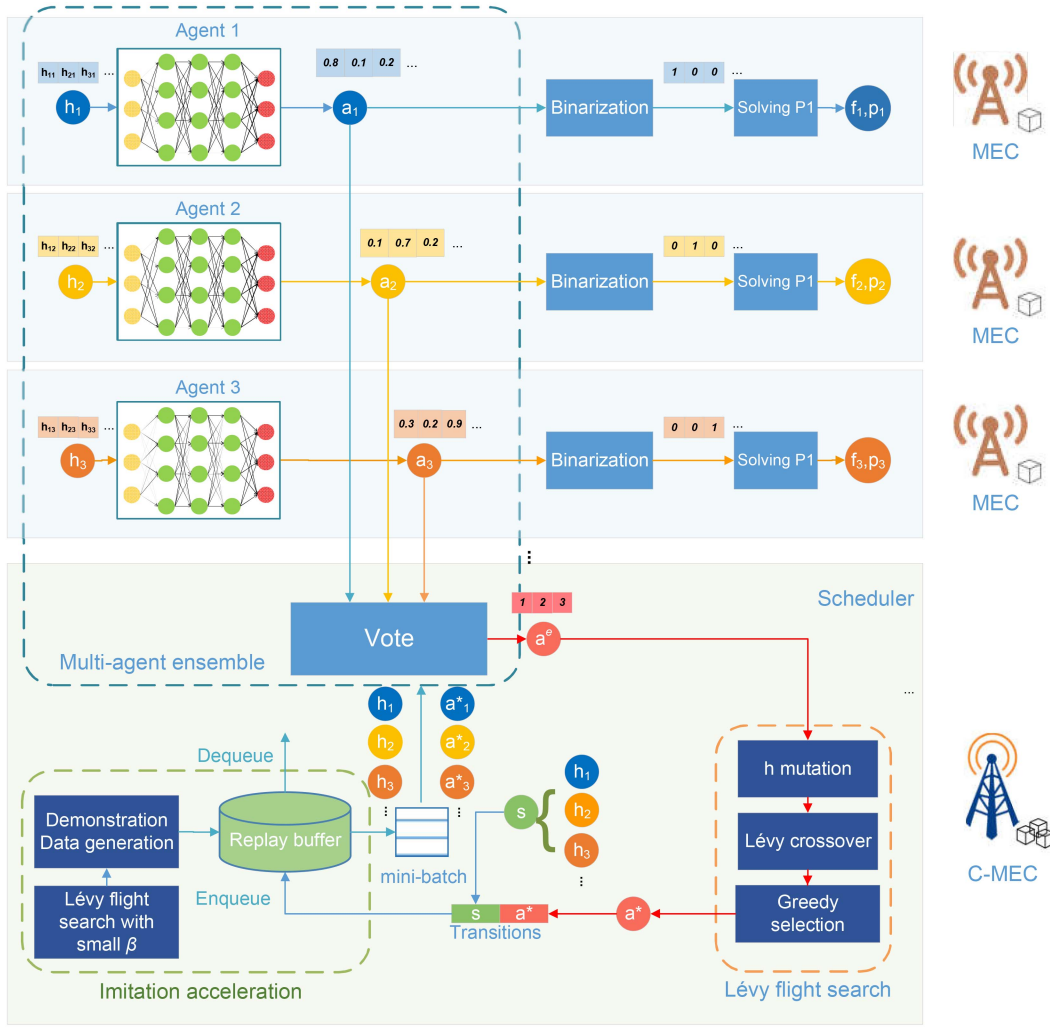 Agent 1
h11 h21 h31 ...
0.8 0.1 0.2 ...
1 0 0 ...
h1
a1
Binarization
Solving P1
f1,p1
MEC
Agent 2
h12 h22 h32 ...
0.1 0.7 0.2 ...
0 1 0 ...
h2
a2
Binarization
Solving P1
f2,p2
MEC
Agent 3
h13 h23 h33 ...
0.3 0.2 0.9 ...
0 0 1 ...
h3
a3
Binarization
Solving P1
f3,p3
MEC
...
Scheduler
1 2 3
Vote
ae
Multi-agent ensemble
...
h1
a*1
h2
a*2
h3
a*3
...
...
Dequeue
Demonstration
Data generation
Replay buffer
mini-batch
Lévy flight
search with
small β
Enqueue
Imitation acceleration
s
h1
h2
h3
...
s a*
Transitions
a*
h mutation
Lévy crossover
Greedy
selection
Lévy flight search
C-MEC